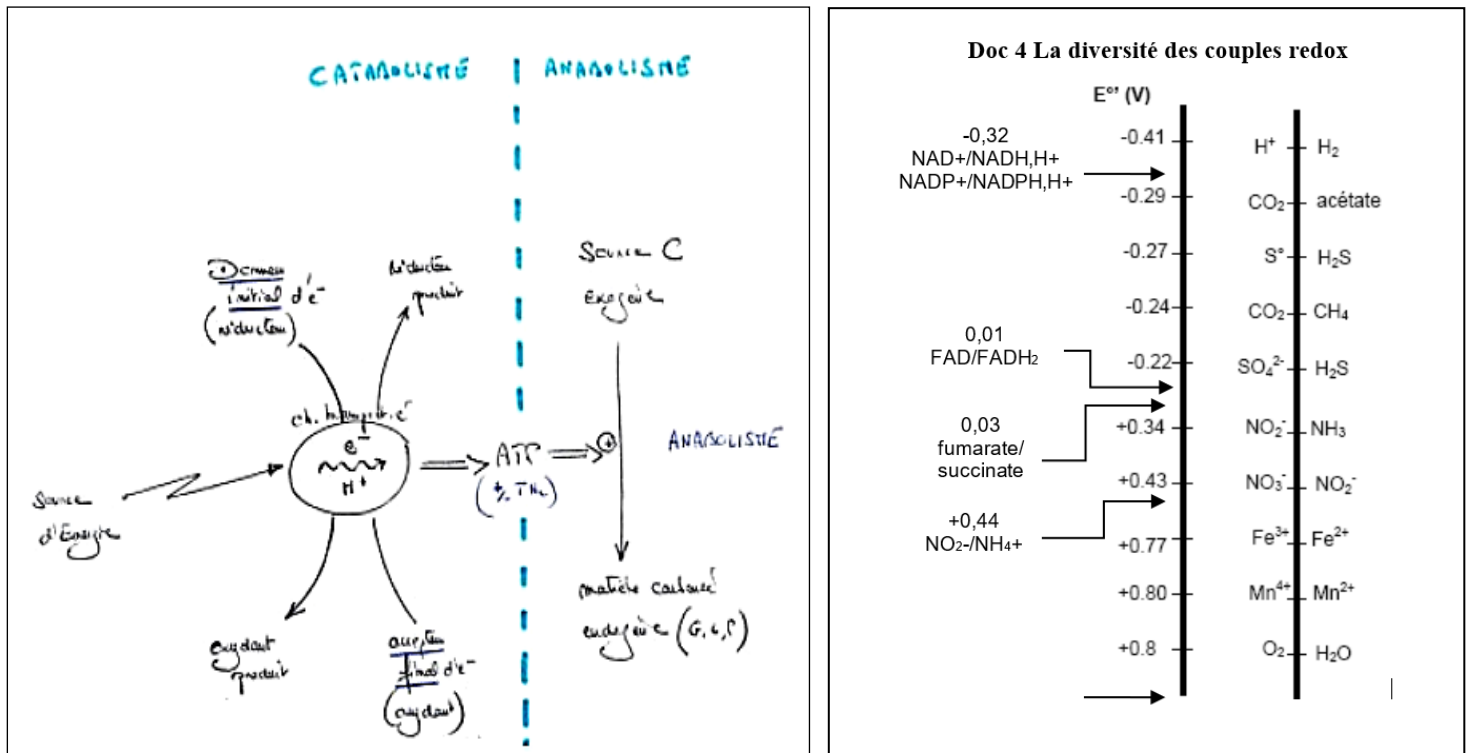 CATABOLISME
ANABOLISME
Donneur
initial d'e-
(réducteur)
réducteur
produit
Source C
Exogène
e-
H+
ATP
ANABOLISME
Source
d'Energie
oxydant
produit
accepteur
final d'e-
(oxydant)
matière carbonée
endogène (G, L, P)
Doc 4 La diversité des couples redox
E°' (V)
-0,32
NAD+/NADH,H+
NADP+/NADPH,H+
-0.41
H⁺
H₂
-0.29
CO₂
acétate
-0.27
S°
H₂S
-0.24
CO₂
CH₄
0,01
FAD/FADH₂
-0.22
SO₄²⁻
H₂S
0,03
fumarate/
succinate
+0.34
NO₂⁻
NH₃
+0.43
NO₃⁻
NO₂⁻
+0,44
NO₂-/NH₄+
+0.77
Fe³⁺
Fe²⁺
+0.80
Mn⁴⁺
Mn²⁺
+0.8
O₂
H₂O